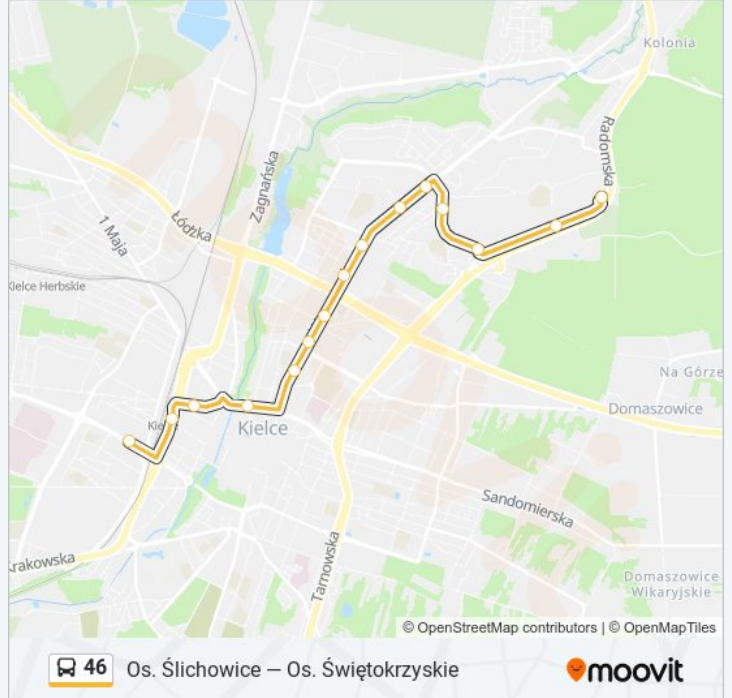 Kolonia
Radomska
Zagnańska
Łódzka
1 Maja
Kielce Herbskie
Na Górze
Domaszowice
Kielce
Kielce
Sandomierska
Krakowska
Tarnowska
Domaszowice
Wikaryjskie
© OpenStreetMap contributors | © OpenMapTiles
46 Os. Ślichowice — Os. Świętokrzyskie
moovit